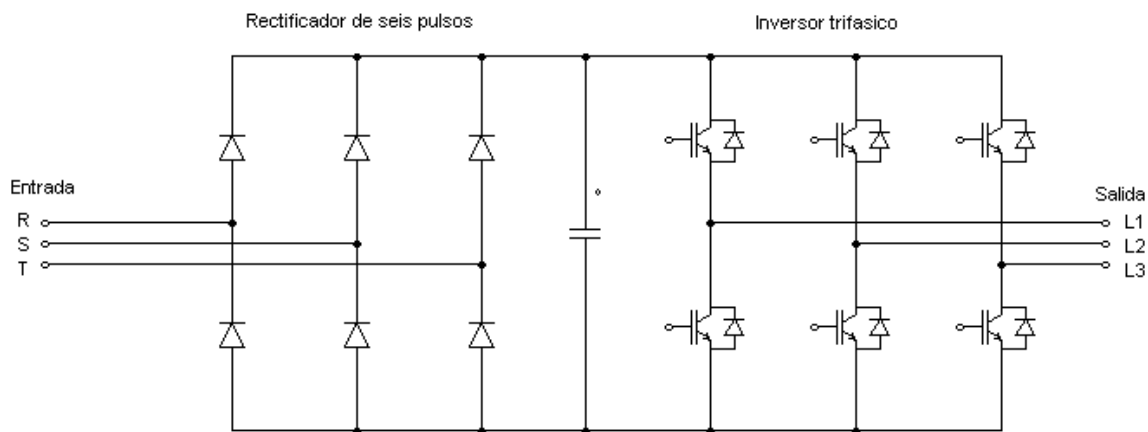 Rectificador de seis pulsos
Inversor trifasico
Entrada
R
S
T
Salida
L1
L2
L3